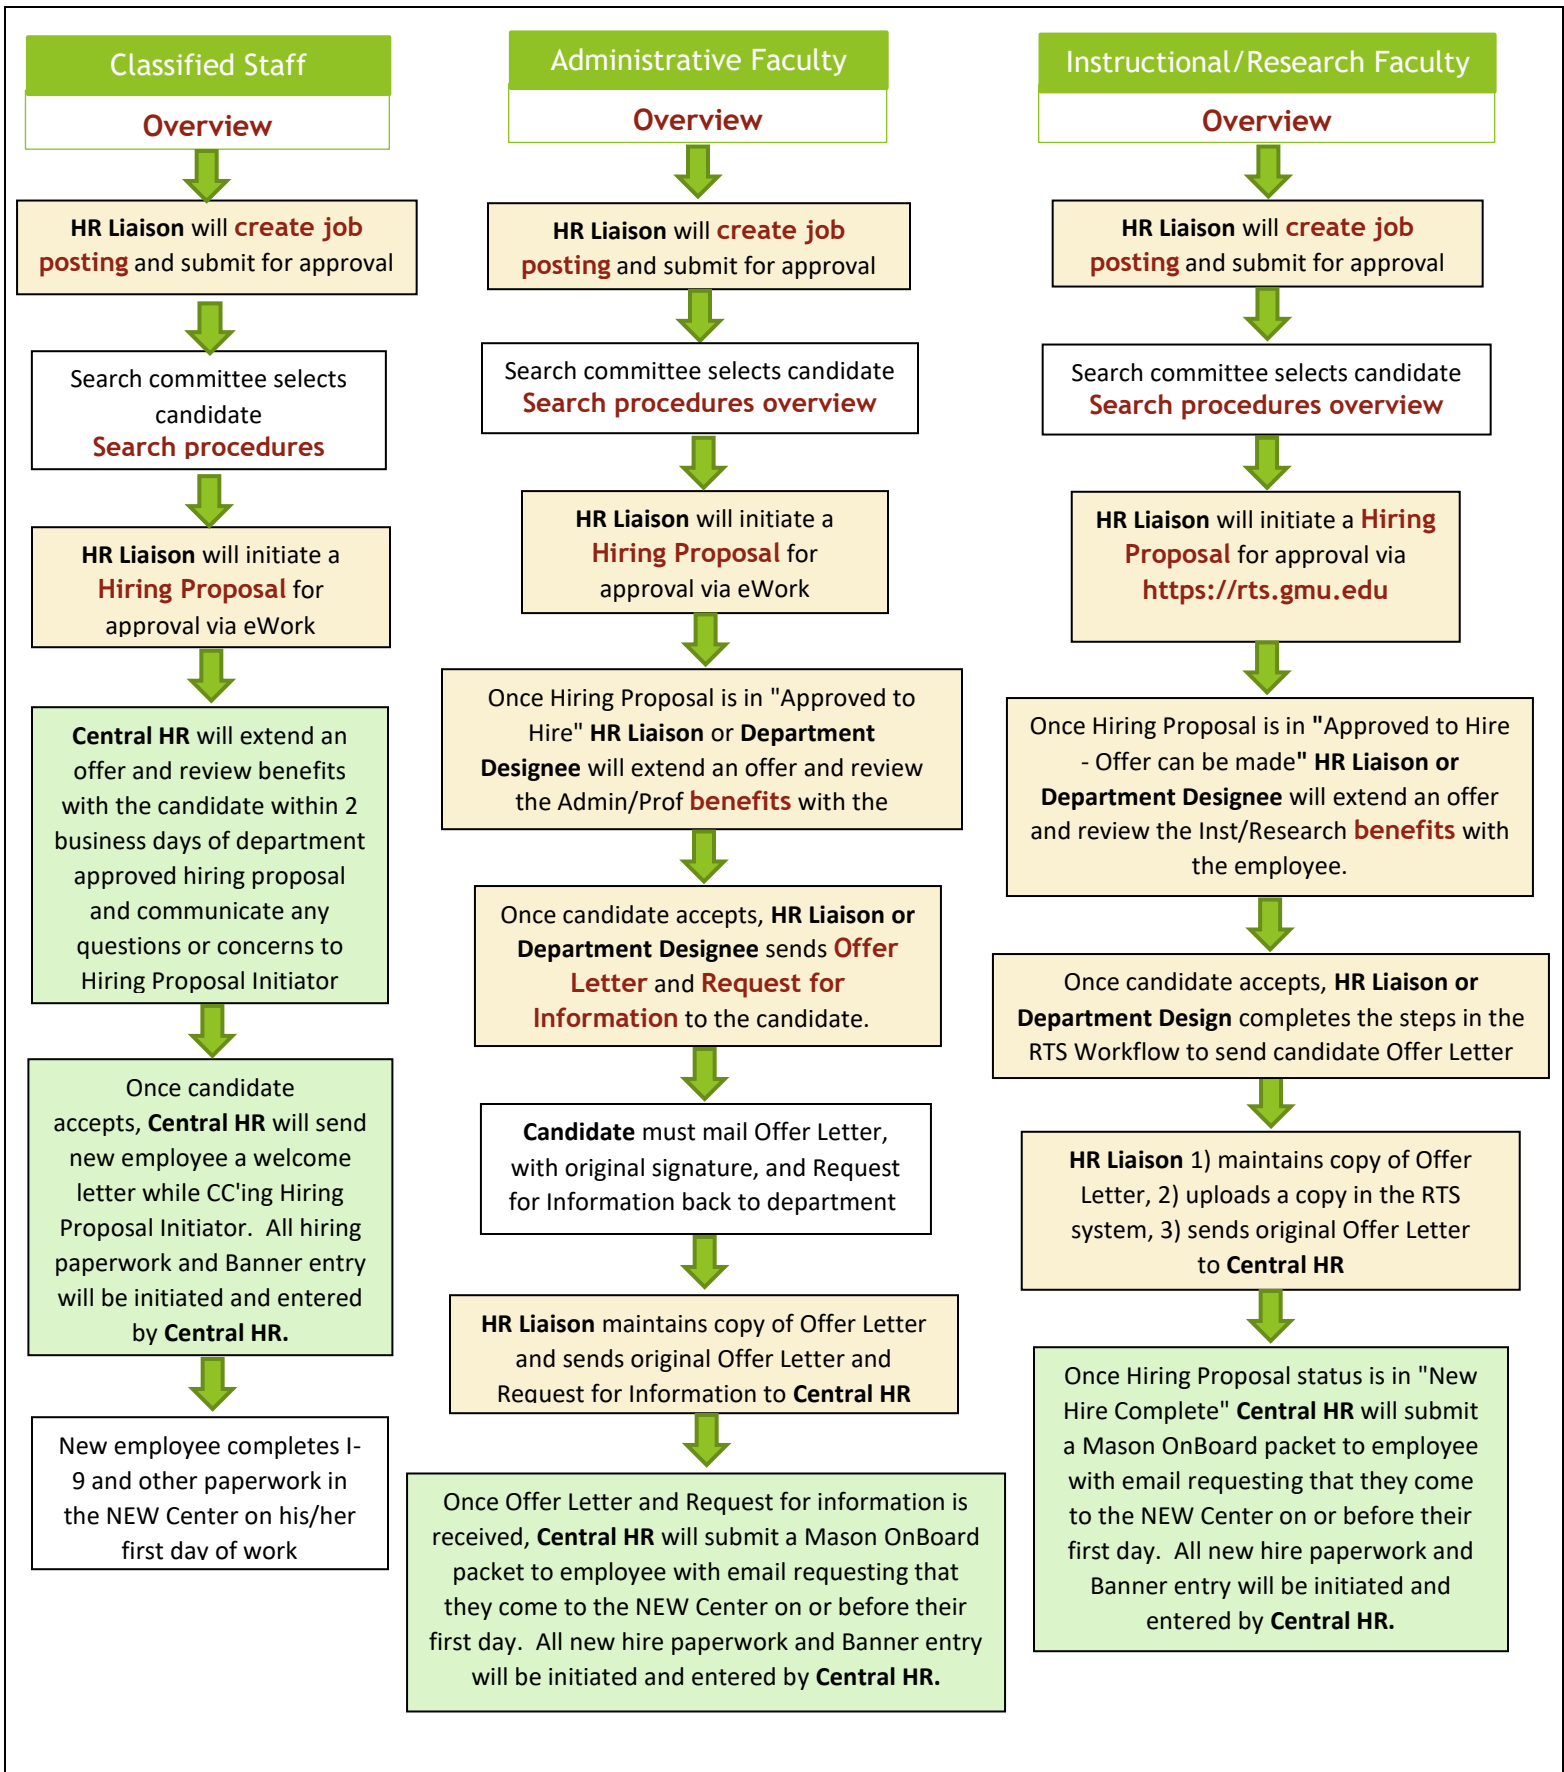 Classified Staff
Overview
HR Liaison will create job
posting and submit for approval
Search committee selects
candidate
Search procedures
HR Liaison will initiate a
Hiring Proposal for
approval via eWork
Central HR will extend an
offer and review benefits
with the candidate within 2
business days of department
approved hiring proposal
and communicate any
questions or concerns to
Hiring Proposal Initiator
Once candidate
accepts, Central HR will send
new employee a welcome
letter while CC'ing Hiring
Proposal Initiator.  All hiring
paperwork and Banner entry
will be initiated and entered
by Central HR.
New employee completes I-
9 and other paperwork in
the NEW Center on his/her
first day of work
Administrative Faculty
Overview
HR Liaison will create job
posting and submit for approval
Search committee selects candidate
Search procedures overview
HR Liaison will initiate a
Hiring Proposal for
approval via eWork
Once Hiring Proposal is in "Approved to
Hire" HR Liaison or Department
Designee will extend an offer and review
the Admin/Prof benefits with the
Once candidate accepts, HR Liaison or
Department Designee sends Offer
Letter and Request for
Information to the candidate.
Candidate must mail Offer Letter,
with original signature, and Request
for Information back to department
HR Liaison maintains copy of Offer Letter
and sends original Offer Letter and
Request for Information to Central HR
Once Offer Letter and Request for information is
received, Central HR will submit a Mason OnBoard
packet to employee with email requesting that
they come to the NEW Center on or before their
first day.  All new hire paperwork and Banner entry
will be initiated and entered by Central HR.
Instructional/Research Faculty
Overview
HR Liaison will create job
posting and submit for approval
Search committee selects candidate
Search procedures overview
HR Liaison will initiate a Hiring
Proposal for approval via
https://rts.gmu.edu
Once Hiring Proposal is in "Approved to Hire
- Offer can be made" HR Liaison or
Department Designee will extend an offer
and review the Inst/Research benefits with
the employee.
Once candidate accepts, HR Liaison or
Department Design completes the steps in the
RTS Workflow to send candidate Offer Letter
HR Liaison 1) maintains copy of Offer
Letter, 2) uploads a copy in the RTS
system, 3) sends original Offer Letter
to Central HR
Once Hiring Proposal status is in "New
Hire Complete" Central HR will submit
a Mason OnBoard packet to employee
with email requesting that they come
to the NEW Center on or before their
first day.  All new hire paperwork and
Banner entry will be initiated and
entered by Central HR.